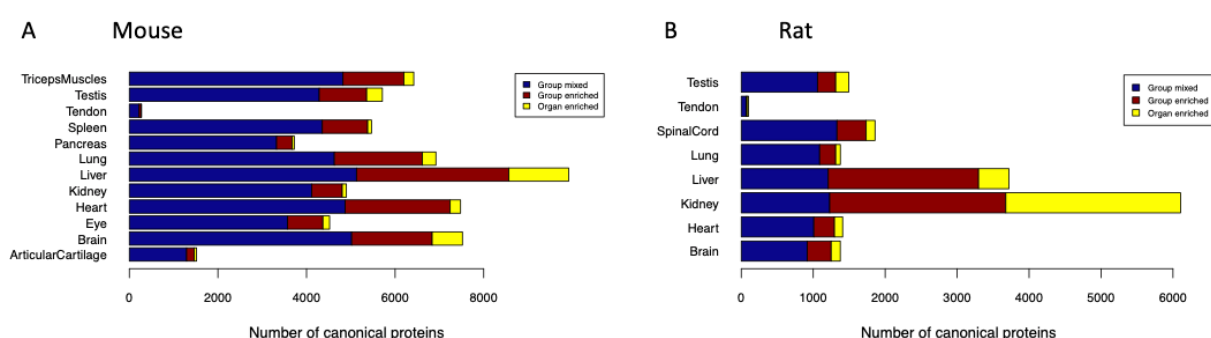 A Mouse
TricepsMuscles
Testis
Tendon
Spleen
Pancreas
Lung
Liver
Kidney
Heart
Eye
Brain
ArticularCartilage
Group mixed
Group enriched
Organ enriched
0 2000 4000 6000 8000
Number of canonical proteins
B Rat
Testis
Tendon
SpinalCord
Lung
Liver
Kidney
Heart
Brain
Group mixed
Group enriched
Organ enriched
0 1000 2000 3000 4000 5000 6000
Number of canonical proteins